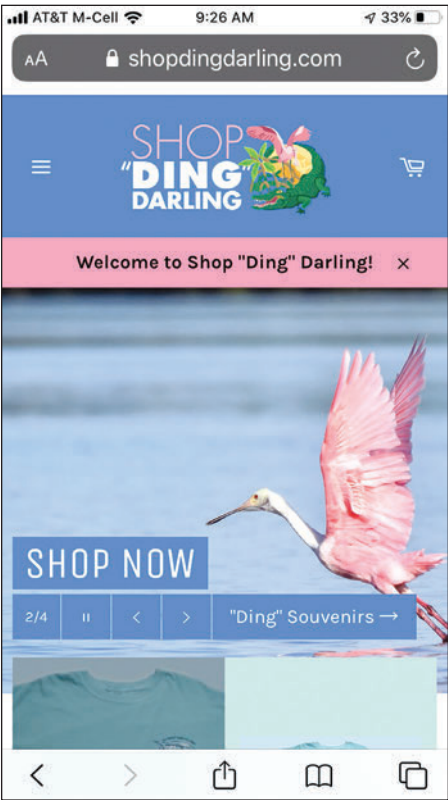 AT&T M-Cell 9:26 AM 33%
AA shopdingdarling.com
SHOP
"DING"
DARLING
Welcome to Shop "Ding" Darling! ×
SHOP NOW
2/4 "Ding" Souvenirs →